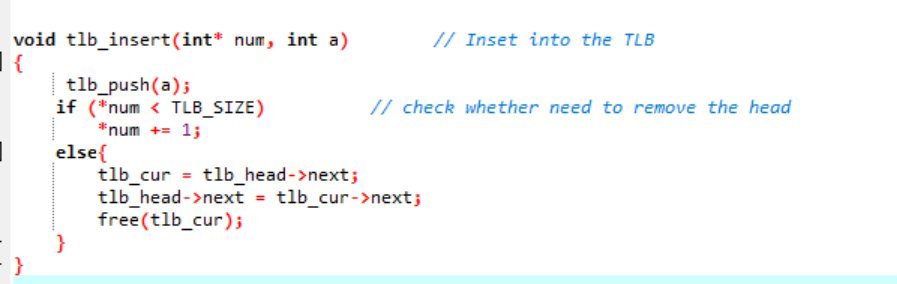 void tlb_insert(int* num, int a)          // Inset into the TLB
{
     tlb_push(a);
    if (*num < TLB_SIZE)          // check whether need to remove the head
        *num += 1;
    else{
        tlb_cur = tlb_head->next;
        tlb_head->next = tlb_cur->next;
        free(tlb_cur);
    }
}